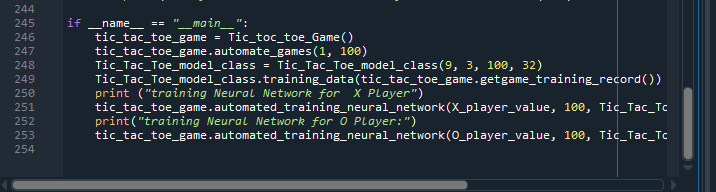 244
245 if __name__ == "__main__":
246 tic_tac_toe_game = Tic_toc_toe_Game()
247 tic_tac_toe_game.automate_games(1, 100)
248 Tic_Tac_Toe_model_class = Tic_Tac_Toe_model_class(9, 3, 100, 32)
249 Tic_Tac_Toe_model_class.training_data(tic_tac_toe_game.getgame_training_record())
250 print ("training Neural Network for X Player")
251 tic_tac_toe_game.automated_training_neural_network(X_player_value, 100, Tic_Tac_To
252 print("training Neural Network for O Player:")
253 tic_tac_toe_game.automated_training_neural_network(O_player_value, 100, Tic_Tac_To
254